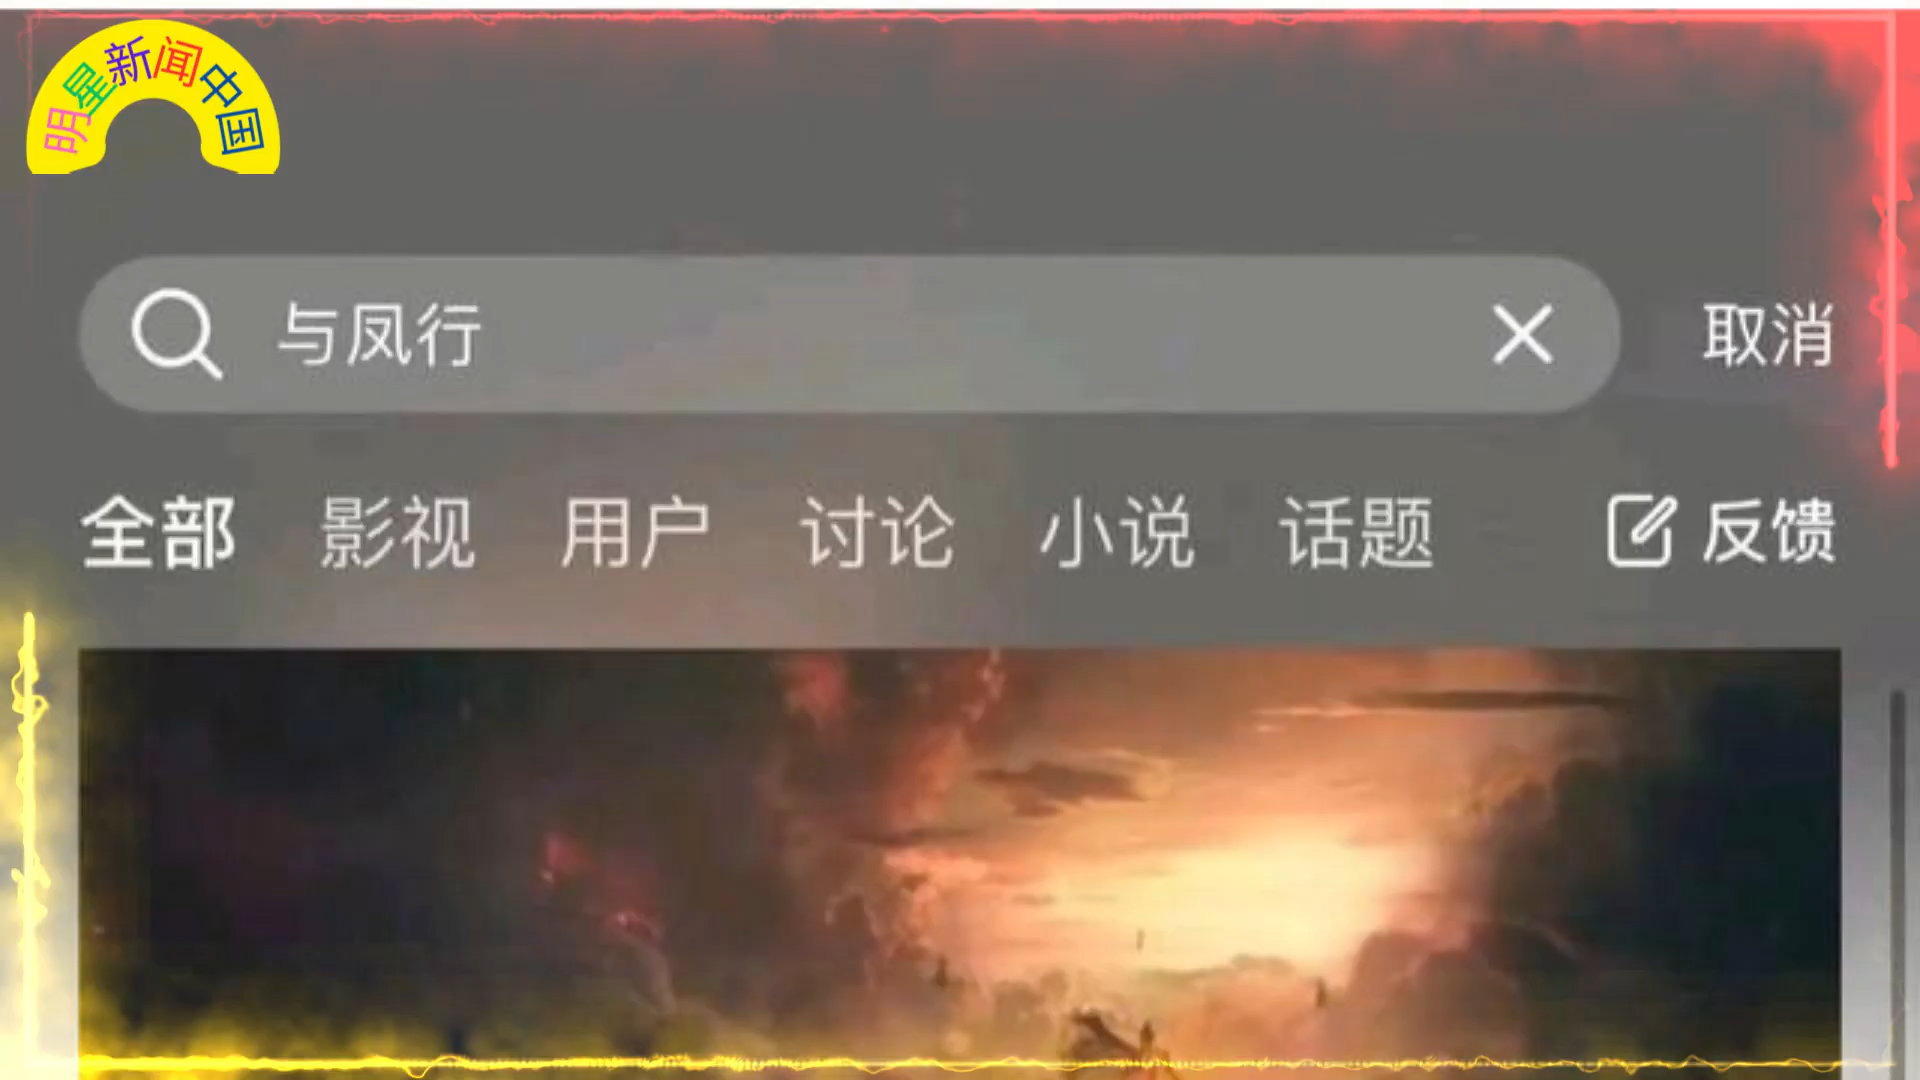 明星新闻中国
与凤行
取消
全部 影视 用户 讨论 小说 话题 反馈